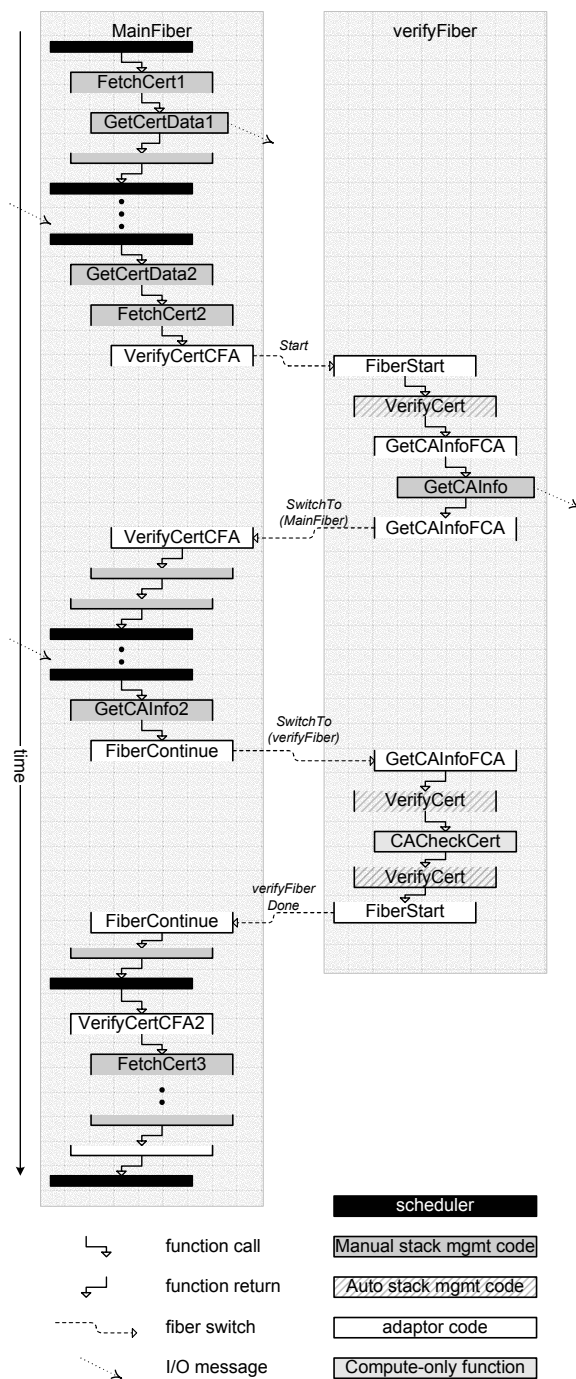 MainFiber
verifyFiber
FetchCert1
GetCertData1
GetCertData2
FetchCert2
VerifyCertCFA
Start
FiberStart
VerifyCert
GetCAInfoFCA
GetCAInfo
SwitchTo
(MainFiber)
GetCAInfoFCA
VerifyCertCFA
GetCAInfo2
SwitchTo
(verifyFiber)
FiberContinue
GetCAInfoFCA
time
VerifyCert
CACheckCert
VerifyCert
verifyFiber
Done
FiberStart
FiberContinue
VerifyCertCFA2
FetchCert3
scheduler
function call
Manual stack mgmt code
function return
Auto stack mgmt code
fiber switch
adaptor code
I/O message
Compute-only function